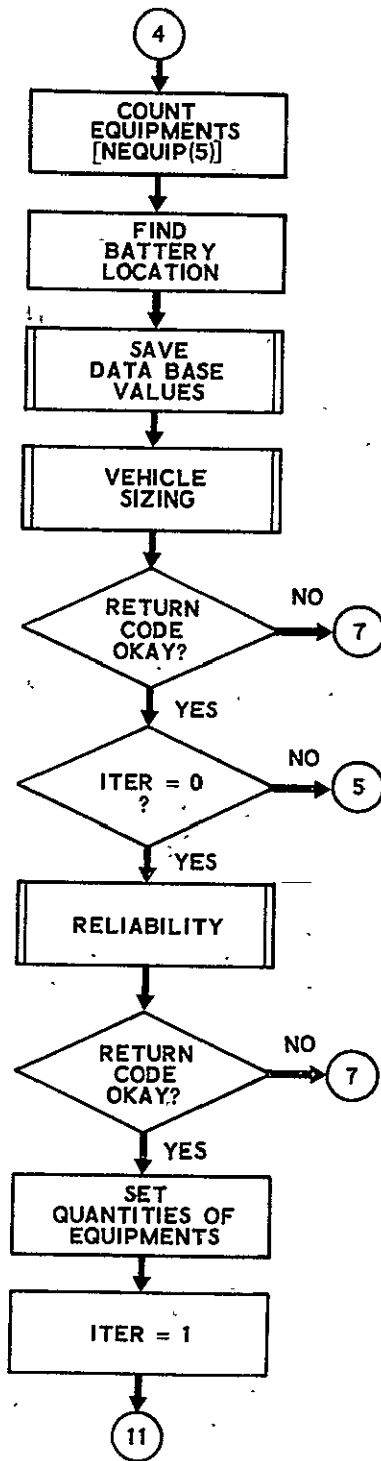 4
COUNT
EQUIPMENTS
[NEQUIP(5)]
FIND
BATTERY
LOCATION
SAVE
DATA BASE
VALUES
VEHICLE
SIZING
RETURN
CODE
OKAY?
NO
7
YES
ITER = 0
?
NO
5
YES
RELIABILITY
RETURN
CODE
OKAY?
NO
7
YES
SET
QUANTITIES OF
EQUIPMENTS
ITER = 1
11